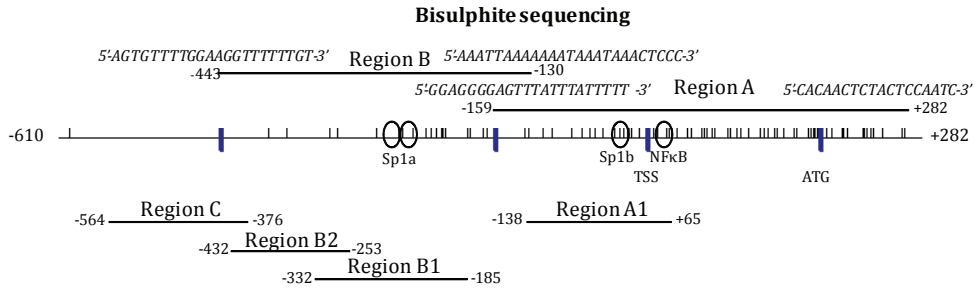 Bisulphite sequencing
5'-AGTGTTTTGGAAGGTTTTTTGT-3' Region B 5'-AAATTAAAAAAATAAATAAACTCCC-3'
-443 -130
5'-GGAGGGGAGTTTATTTATTTTT -3' Region A 5'-CACAACTCTACTCCAATC-3'
-159 +282
-610 +282
Sp1a Sp1b NFκB
TSS ATG
Region C Region A1
-564 -376 -138 +65
Region B2
-432 -253
Region B1
-332 -185